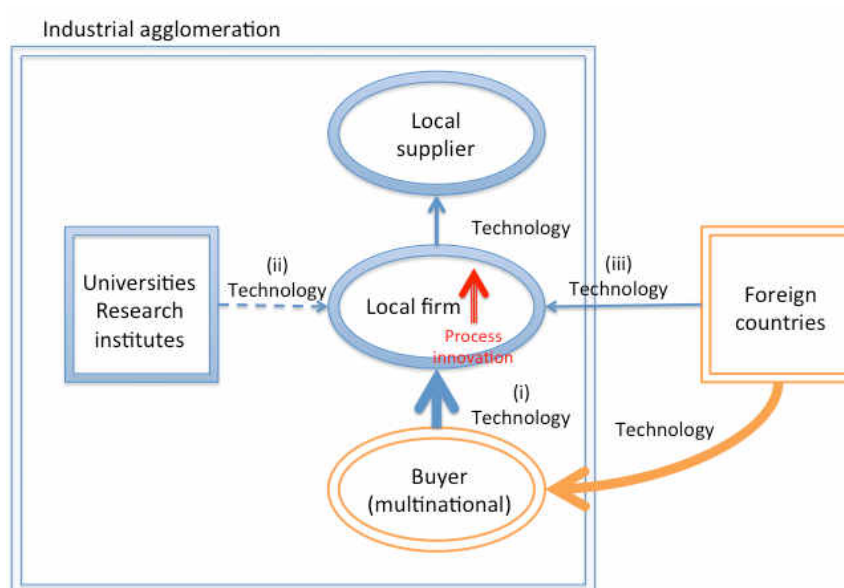 Industrial agglomeration
Local
supplier
Technology
Universities
Research
institutes
(ii)
Technology
Local firm
Process
innovation
(iii)
Technology
Foreign
countries
(i)
Technology
Technology
Buyer
(multinational)